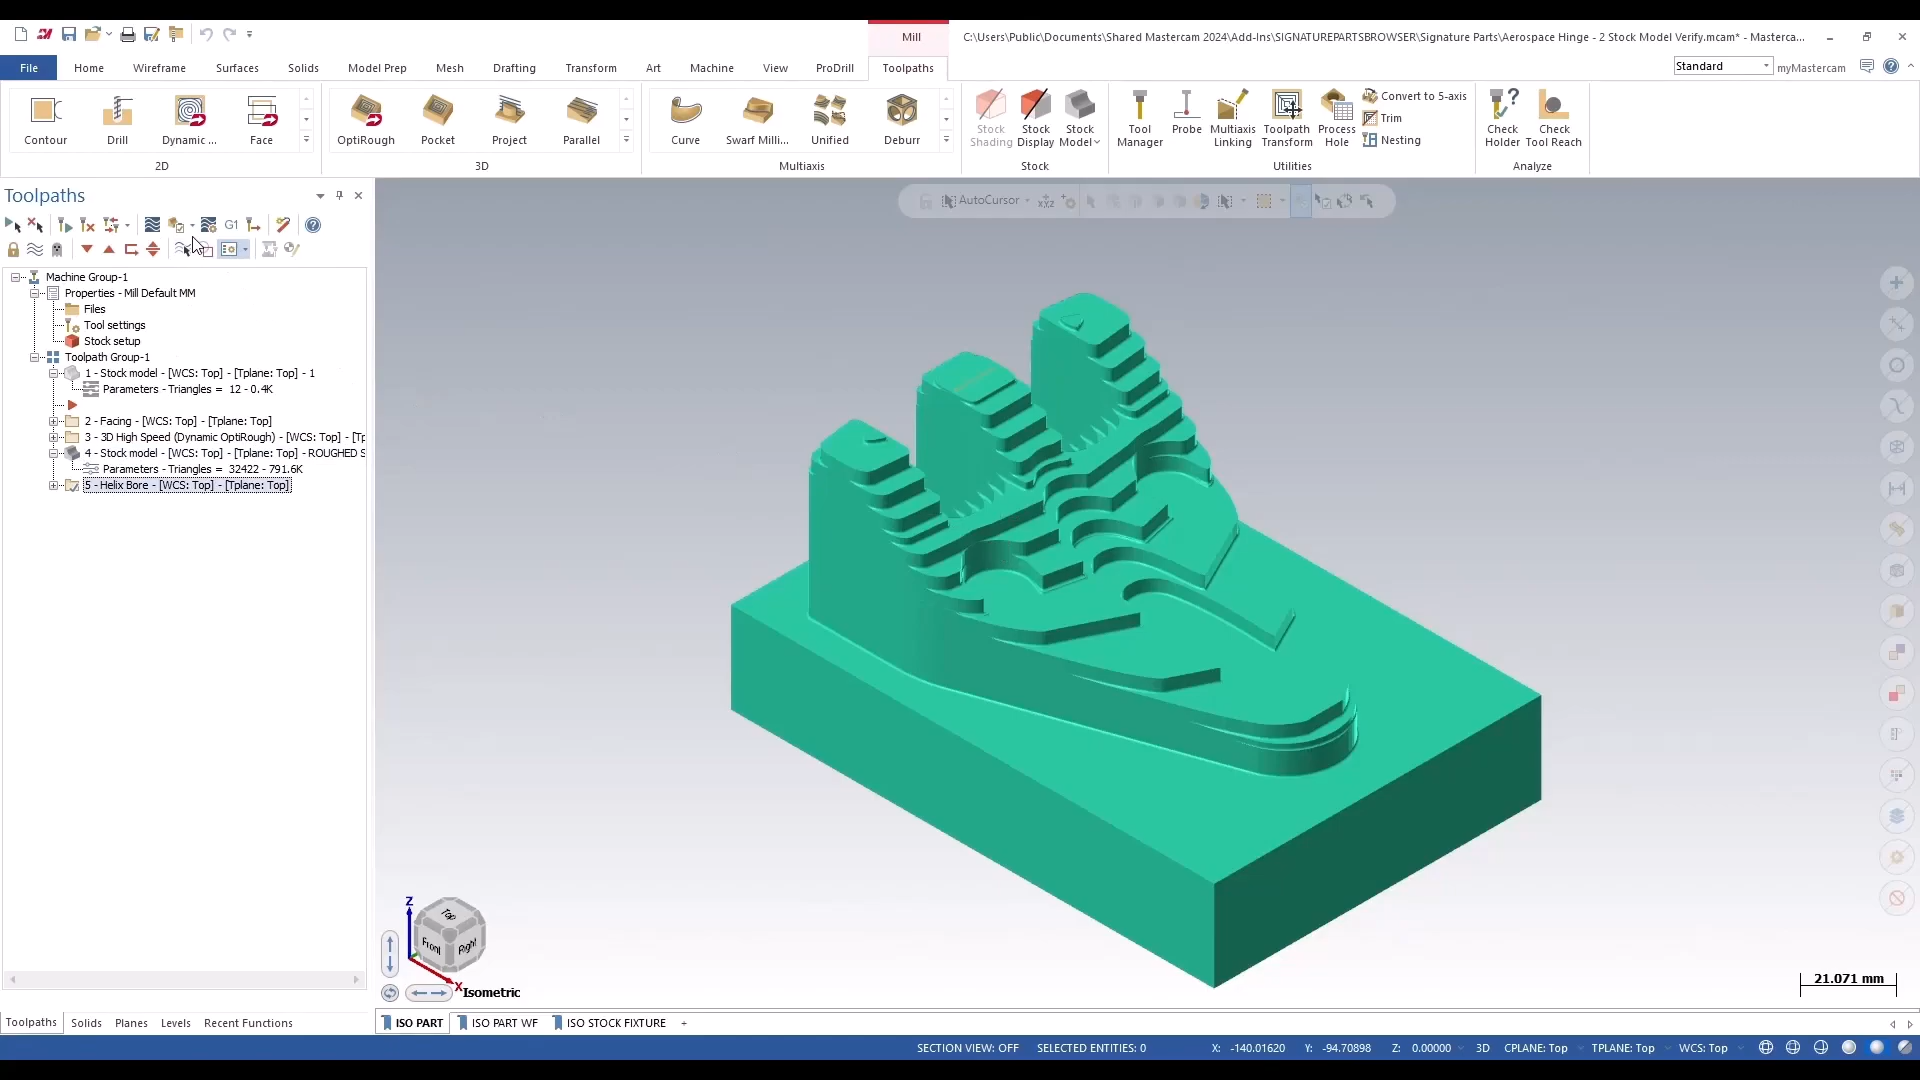 Mill
C:\Users\Public\Documents\Shared Mastercam 2024\Add-Ins\SIGNATUREPARTSBROWSER\Signature Parts\Aerospace Hinge - 2 Stock Model Verify.mcam* - Masterca...
File Home Wireframe Surfaces Solids Model Prep Mesh Drafting Transform Art Machine View ProDrill Toolpaths
Standard myMastercam
Contour Drill Dynamic ... Face
2D
OptiRough Pocket Project Parallel
3D
Curve Swarf Milli... Unified Deburr
Multiaxis
Stock Shading
Stock Display
Stock Model
Stock
Tool Manager
Probe
Multiaxis Linking
Toolpath Transform
Process Hole
Convert to 5-axis
Trim
Nesting
Utilities
Check Holder
Check Tool Reach
Analyze
Toolpaths
G1
AutoCursor
xyz
Machine Group-1
Properties - Mill Default MM
Files
Tool settings
Stock setup
Toolpath Group-1
1 - Stock model - [WCS: Top] - [Tplane: Top] - 1
Parameters - Triangles = 12 - 0.4K
2 - Facing - [WCS: Top] - [Tplane: Top]
3 - 3D High Speed (Dynamic OptiRough) - [WCS: Top] - [Tp
4 - Stock model - [WCS: Top] - [Tplane: Top] - ROUGHED S
Parameters - Triangles = 32422 - 791.6K
5 - Helix Bore - [WCS: Top] - [Tplane: Top]
Z
Top
Front
Right
X
Isometric
21.071 mm
Toolpaths Solids Planes Levels Recent Functions
ISO PART ISO PART WF ISO STOCK FIXTURE +
SECTION VIEW: OFF SELECTED ENTITIES: 0 X: -140.01620 Y: -94.70898 Z: 0.00000 3D CPLANE: Top TPLANE: Top WCS: Top